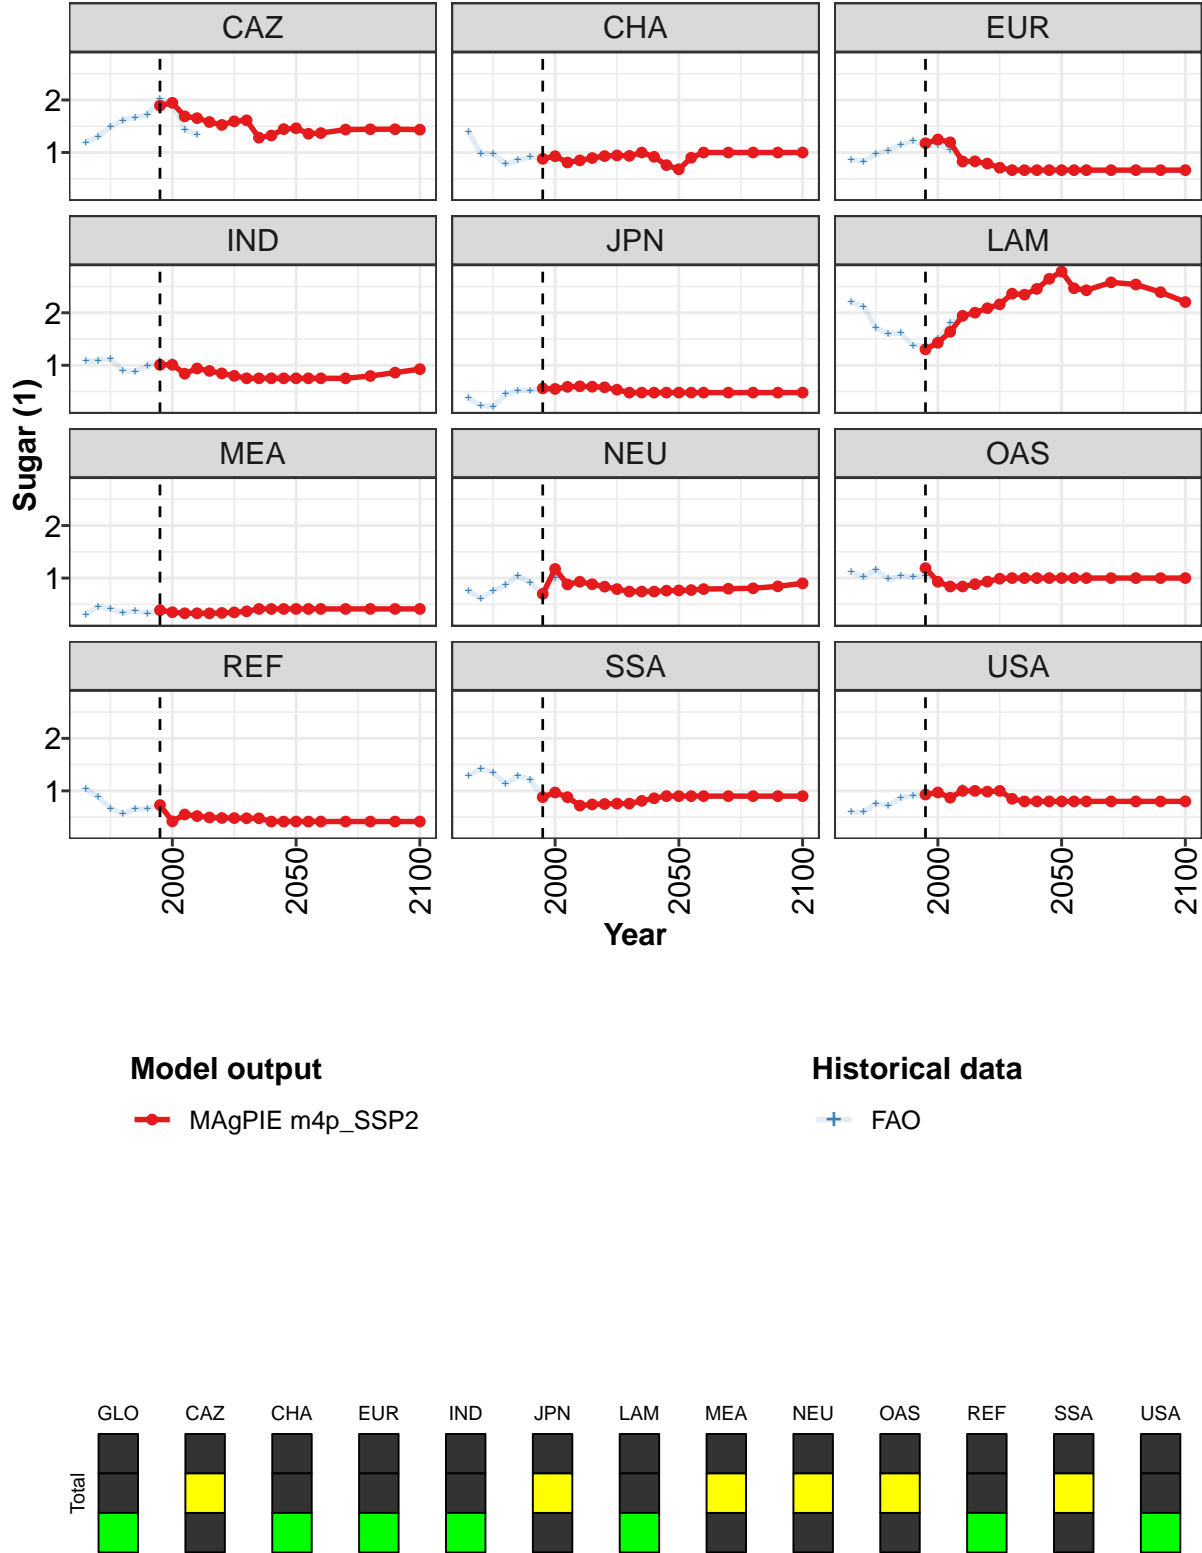 CAZ CHA EUR
2
1
IND JPN LAM
2
1
Sugar (1)
MEA NEU OAS
2
1
REF SSA USA
2
1
2000 2050 2100 2000 2050 2100 2000 2050 2100
Year
Model output Historical data
MAgPIE m4p_SSP2 FAO
GLO CAZ CHA EUR IND JPN LAM MEA NEU OAS REF SSA USA
Total